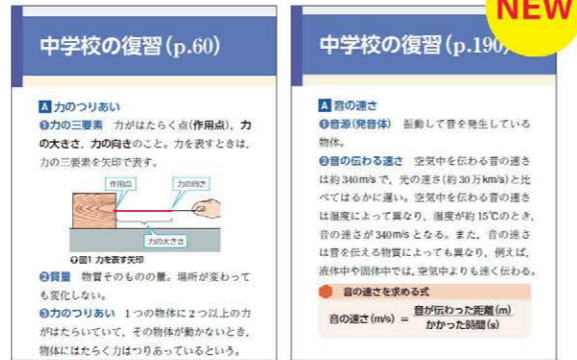 NEW
中学校の復習(p.60)
A 力のつりあい
❶力の三要素 力がはたらく点(作用点)，力
の大きさ，力の向きのこと。力を表すときは，
力の三要素を矢印で表す。
作用点
力の向き
力の大きさ
図1 力を表す矢印
❷質量 物質そのものの量。場所が変わって
も変化しない。
❸力のつりあい 1つの物体に2つ以上の力
がはたらいていて，その物体が動かないとき，
物体にはたらく力はつりあっているという。
中学校の復習(p.190)
A 音の速さ
❶音源(発音体) 振動して音を発生している
物体。
❷音の伝わる速さ 空気中を伝わる音の速さ
は約340m/sで，光の速さ(約30万km/s)と比
べてはるかに遅い。空気中を伝わる音の速さ
は温度によって異なり，温度が約15℃のとき，
音の速さが340m/sとなる。また，音の速さ
は音を伝える物質によっても異なり，例えば，
液体中や固体中では，空気中よりも速く伝わる。
音の速さを求める式
音の速さ(m/s) = 音が伝わった距離(m)
かかった時間(s)